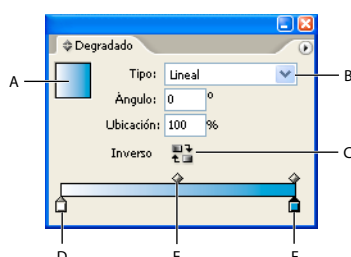 Degradado
A
Tipo: Lineal
B
Ángulo: 0 °
Ubicación: 100 %
Inverso
C
D
E
F